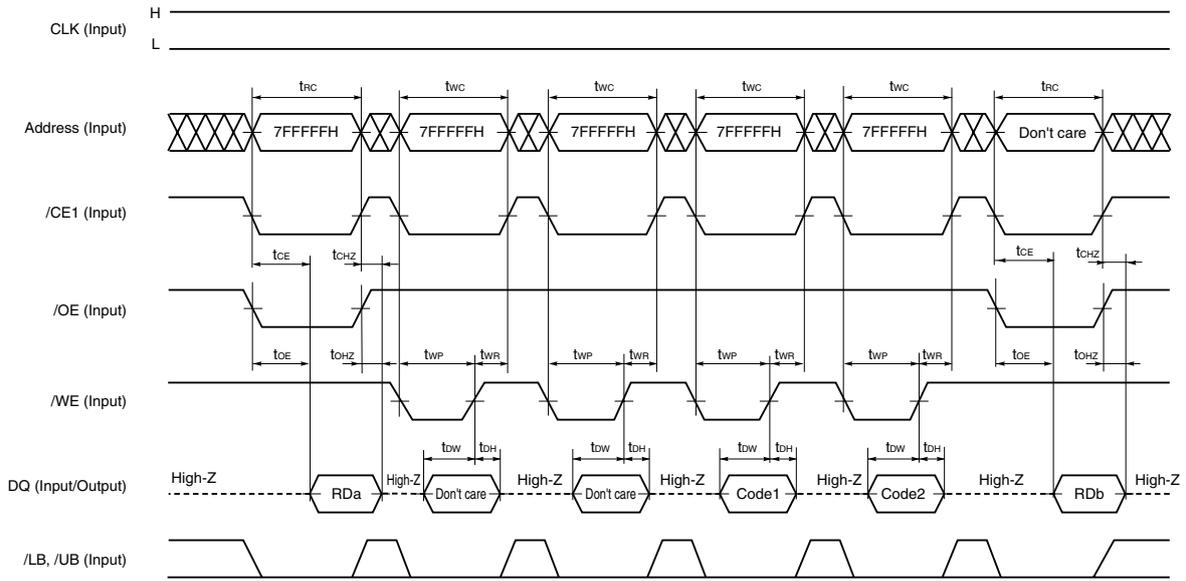 H
CLK (Input)
L
tRC tWC tWC tWC tWC tRC
Address (Input) 7FFFFFH 7FFFFFH 7FFFFFH 7FFFFFH 7FFFFFH Don't care
/CE1 (Input)
tCE tCHZ tCE tCHZ
/OE (Input)
tOE tOHZ tWP tWR tWP tWR tWP tWR tWP tWR tOE tOHZ
/WE (Input)
tDW tDH tDW tDH tDW tDH tDW tDH
High-Z High-Z High-Z High-Z High-Z High-Z High-Z
DQ (Input/Output) RDa Don't care Don't care Code1 Code2 RDb
/LB, /UB (Input)